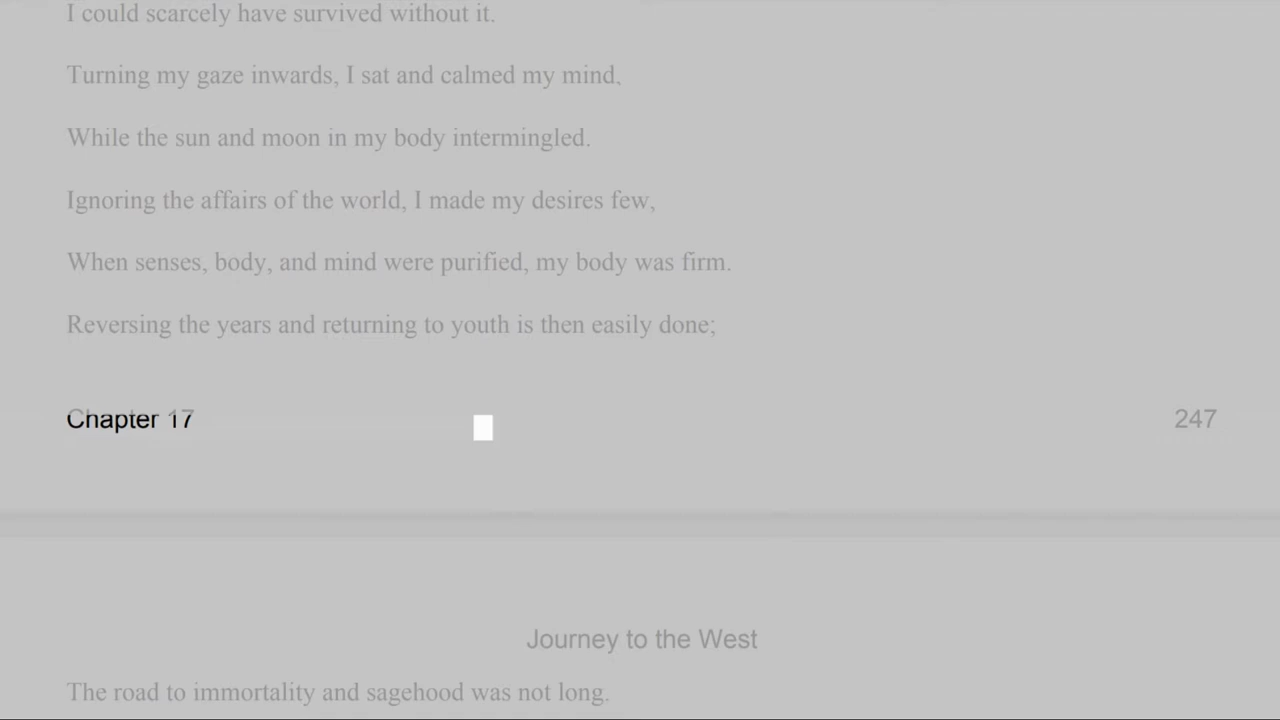 I could scarcely have survived without it.
Turning my gaze inwards, I sat and calmed my mind,
While the sun and moon in my body intermingled.
Ignoring the affairs of the world, I made my desires few,
When senses, body, and mind were purified, my body was firm.
Reversing the years and returning to youth is then easily done;
Chapter 17 247
Journey to the West
The road to immortality and sagehood was not long.